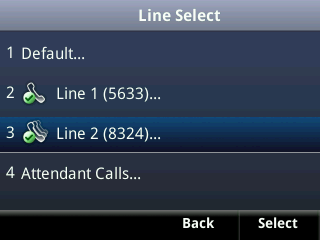 Line Select
1 Default...
2 Line 1 (5633)...
3 Line 2 (8324)...
4 Attendant Calls...
Back Select